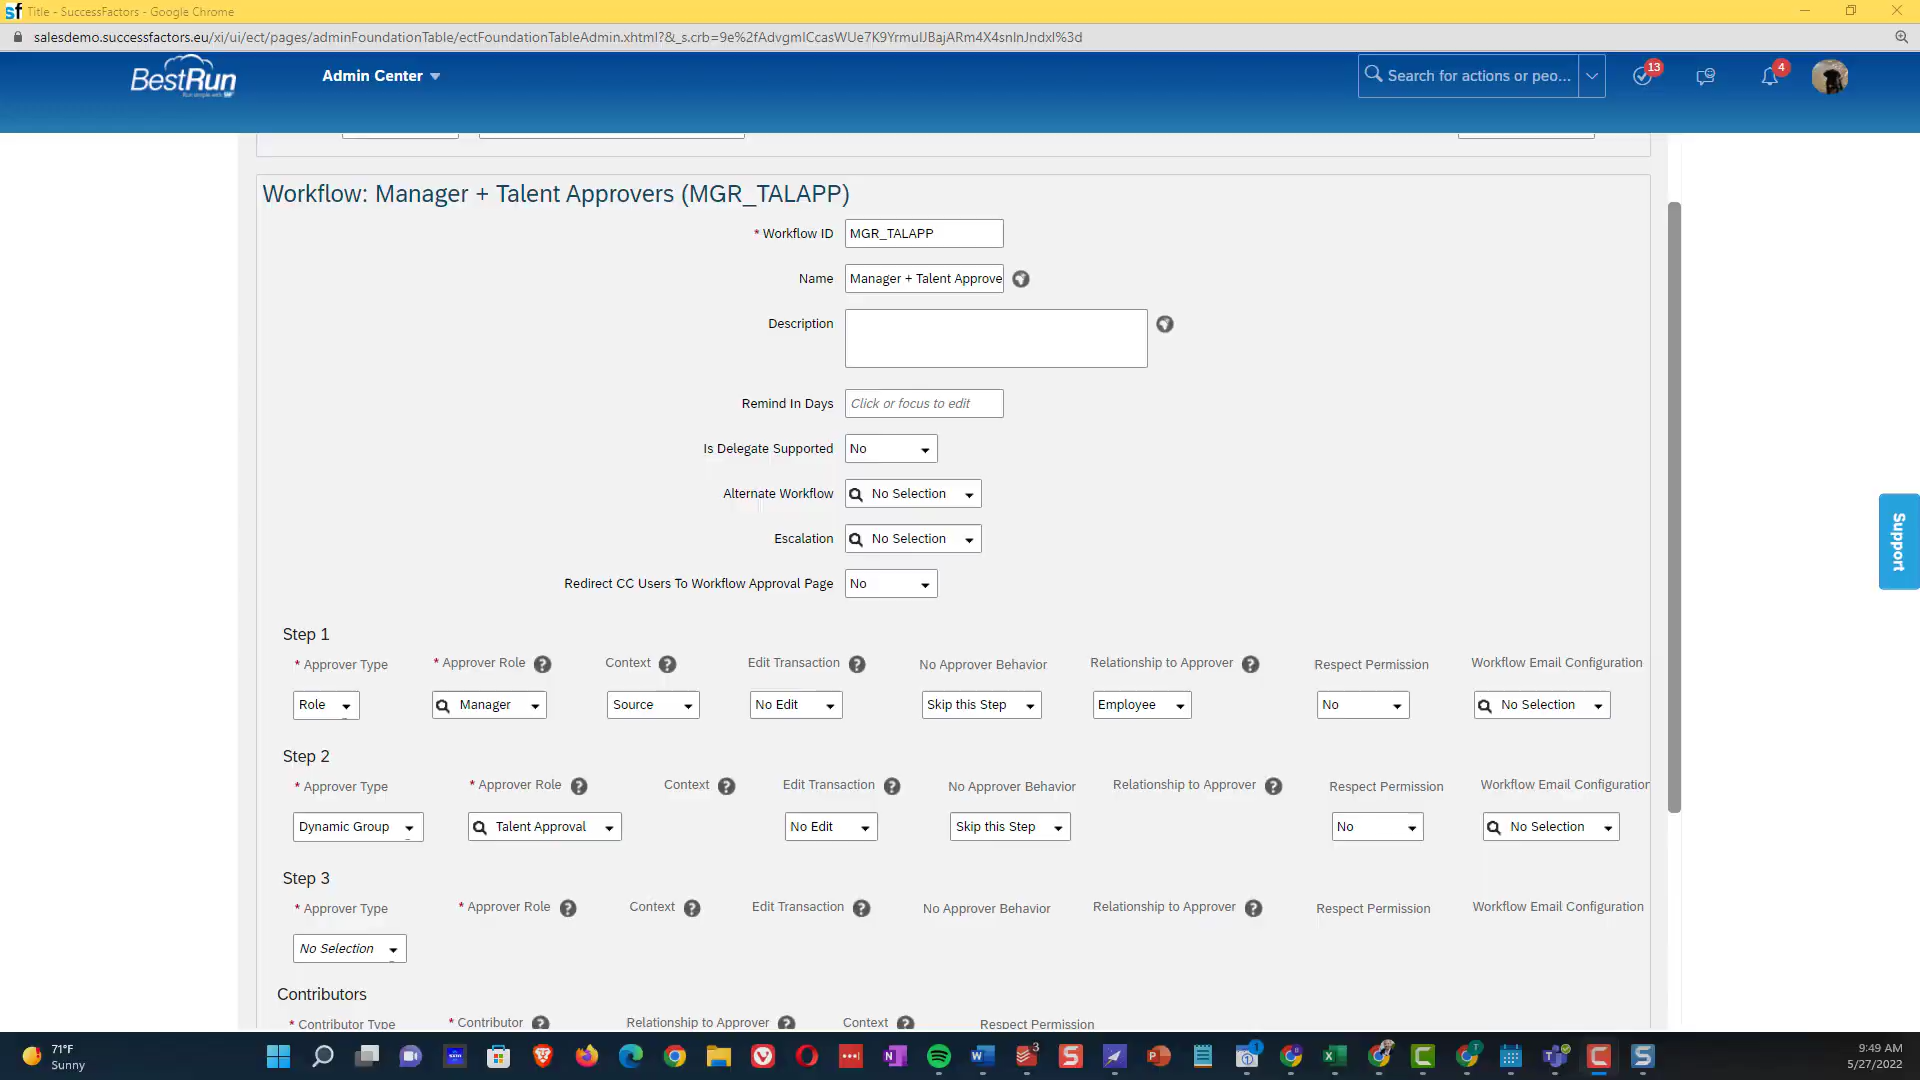 Title - SuccessFactors - Google Chrome
salesdemo.successfactors.eu/xi/ui/ect/pages/adminFoundationTable/ectFoundationTableAdmin.xhtml?&_s.crb=9e%2fAdvgmICcasWUe7K9YrmuIJBajARm4X4snInJndxI%3d
BestRun
Admin Center
Search for actions or peo...
13
4
Workflow: Manager + Talent Approvers (MGR_TALAPP)
* Workflow ID MGR_TALAPP
Name Manager + Talent Approve
Description
Remind In Days Click or focus to edit
Is Delegate Supported No
Alternate Workflow No Selection
Escalation No Selection
Redirect CC Users To Workflow Approval Page No
Support
Step 1
* Approver Type * Approver Role Context Edit Transaction No Approver Behavior Relationship to Approver Respect Permission Workflow Email Configuration
Role Manager Source No Edit Skip this Step Employee No No Selection
Step 2
* Approver Type * Approver Role Context Edit Transaction No Approver Behavior Relationship to Approver Respect Permission Workflow Email Configuration
Dynamic Group Talent Approval No Edit Skip this Step No No Selection
Step 3
* Approver Type * Approver Role Context Edit Transaction No Approver Behavior Relationship to Approver Respect Permission Workflow Email Configuration
No Selection
Contributors
* Contributor Type * Contributor Relationship to Approver Context Respect Permission
71°F
Sunny
3
1
9:49 AM
5/27/2022